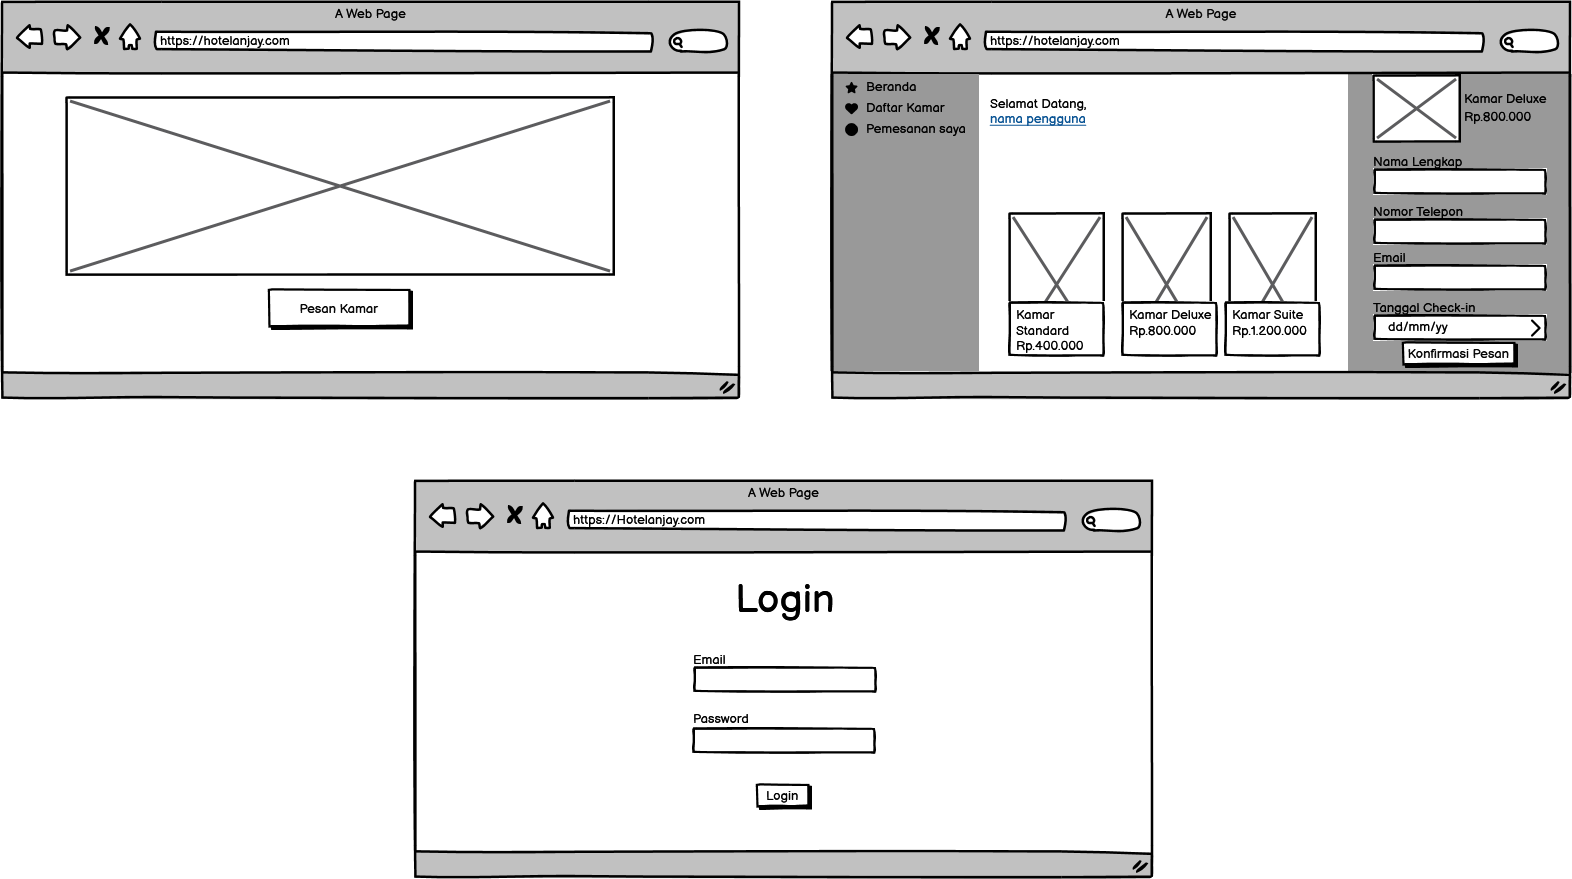 A Web Page
https://hotelanjay.com
Pesan Kamar
A Web Page
https://hotelanjay.com
Beranda
Daftar Kamar
Pemesanan saya
Selamat Datang,
nama pengguna
Kamar
Standard
Rp.400.000
Kamar Deluxe
Rp.800.000
Kamar Suite
Rp.1.200.000
Kamar Deluxe
Rp.800.000
Nama Lengkap
Nomor Telepon
Email
Tanggal Check-in
dd/mm/yy
Konfirmasi Pesan
A Web Page
https://Hotelanjay.com
Login
Email
Password
Login